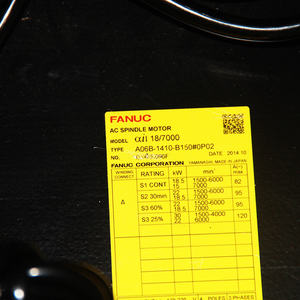 FANUC
AC SPINDLE MOTOR
MODEL αiI 18/7000
TYPE A06B-1410-B150#0P02
NO. DATE 2014.10
FANUC CORPORATION YAMANASHI MADE IN JAPAN
WINDING CONNECT RATING kW min⁻¹ A
S1 CONT 18.5 1500-6000 82
15 7000
Δ S2 30min 22 1500-6000 95
18.5 7000
S3 60% 22 1500-6000 95
18.5 7000
S3 25% 30 1500-4000 120
22 6000
V A POLES 3 PHASES